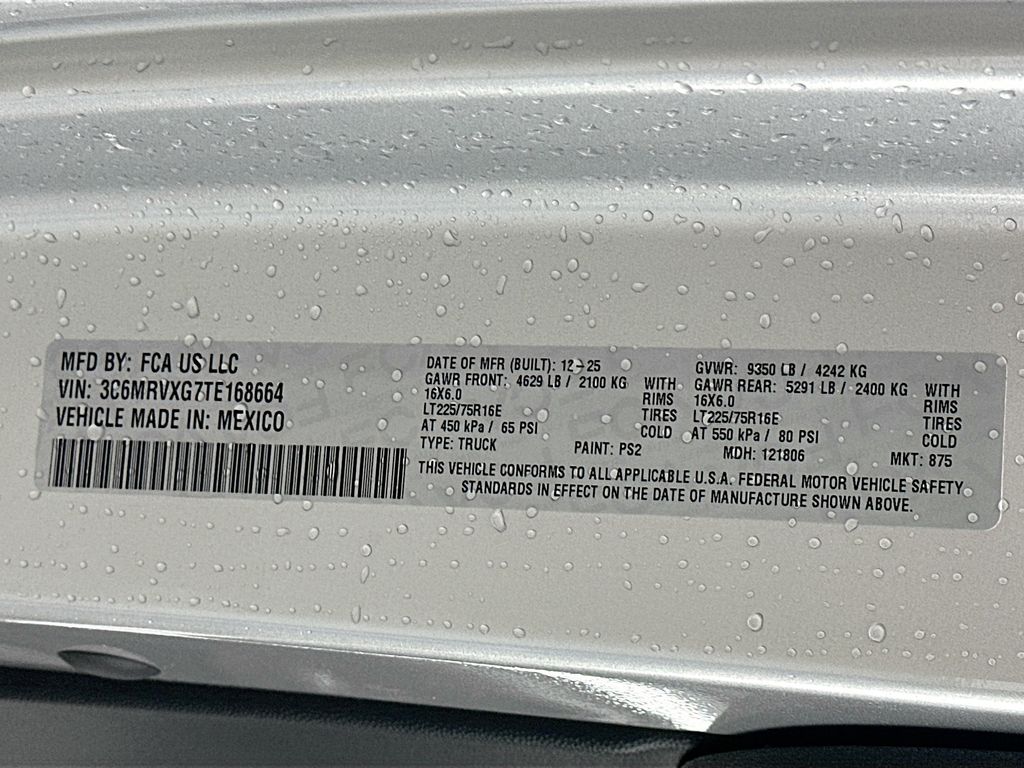 MFD BY: FCA US LLC
VIN: 3C6MRVXG7TE168664
VEHICLE MADE IN: MEXICO
DATE OF MFR (BUILT): 12-25
GAWR FRONT: 4629 LB / 2100 KG WITH
16X6.0 RIMS
LT225/75R16E TIRES
AT 450 kPa / 65 PSI COLD
TYPE: TRUCK PAINT: PS2
GVWR: 9350 LB / 4242 KG
GAWR REAR: 5291 LB / 2400 KG WITH
16X6.0 RIMS
LT225/75R16E TIRES
AT 550 kPa / 80 PSI COLD
MDH: 121806 MKT: 875
THIS VEHICLE CONFORMS TO ALL APPLICABLE U.S.A. FEDERAL MOTOR VEHICLE SAFETY
STANDARDS IN EFFECT ON THE DATE OF MANUFACTURE SHOWN ABOVE.